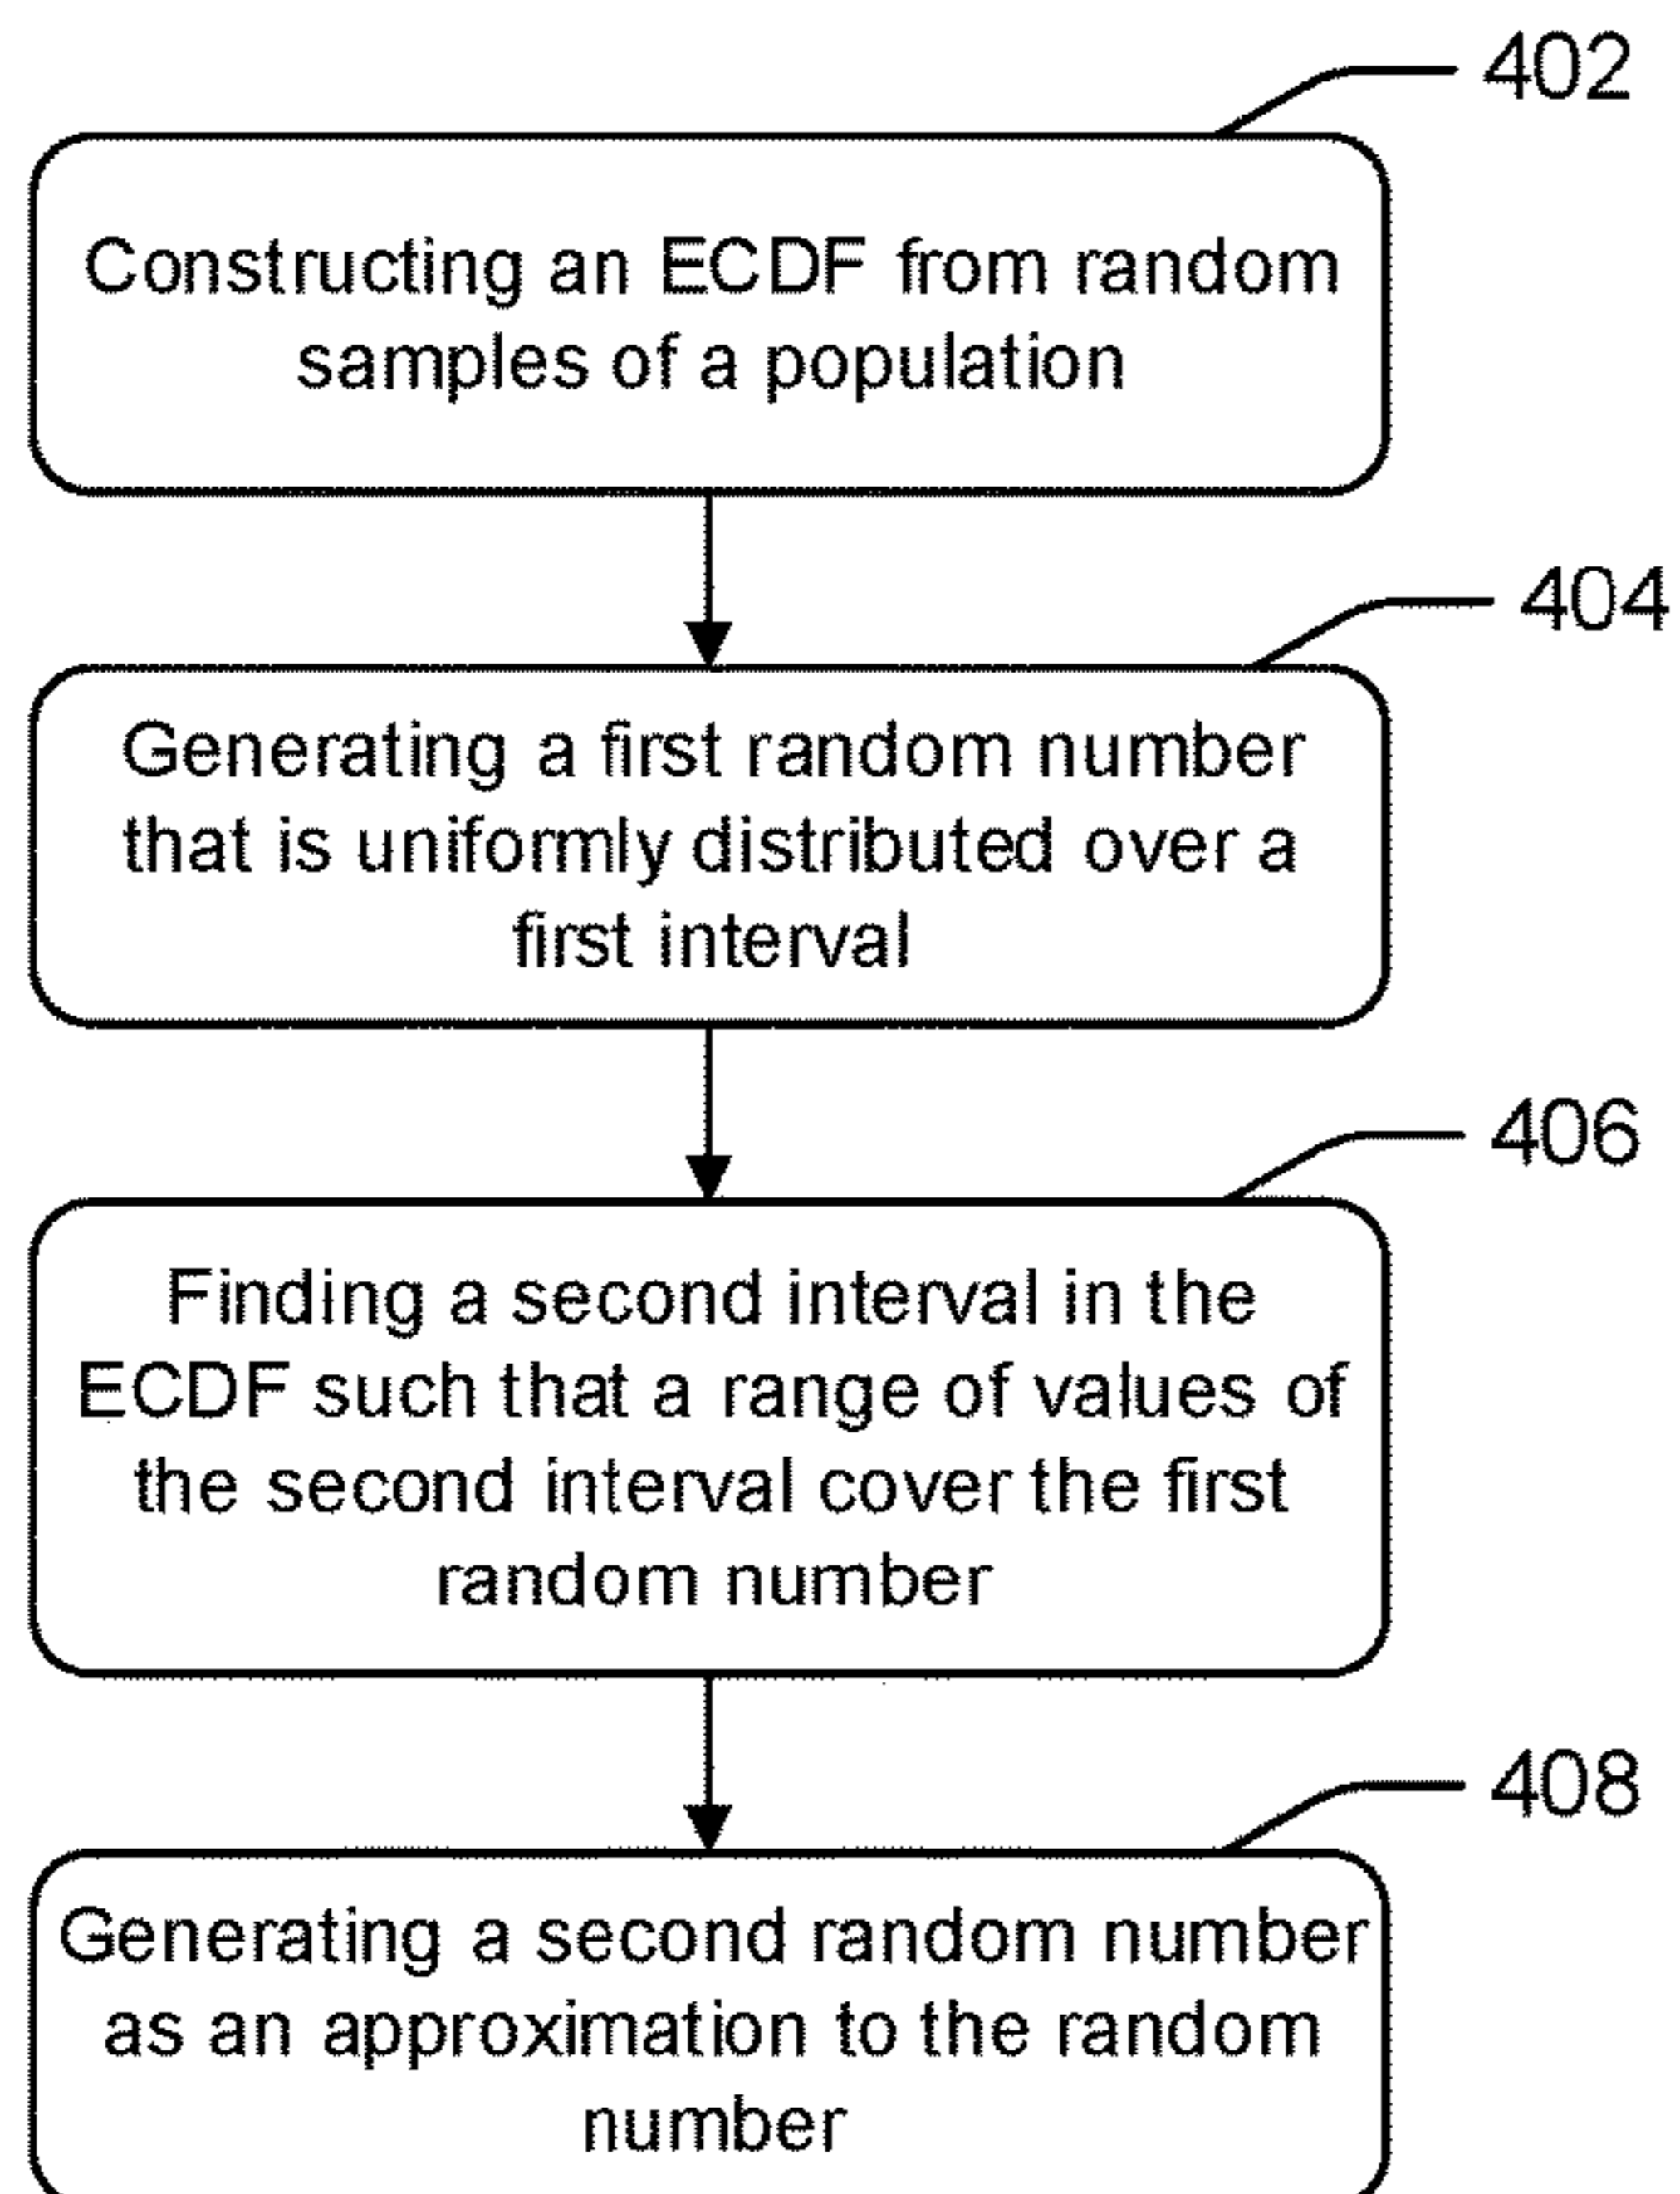 402
Constructing an ECDF from random
samples of a population
404
Generating a first random number
that is uniformly distributed over a
first interval
406
Finding a second interval in the
ECDF such that a range of values of
the second interval cover the first
random number
408
Generating a second random number
as an approximation to the random
number